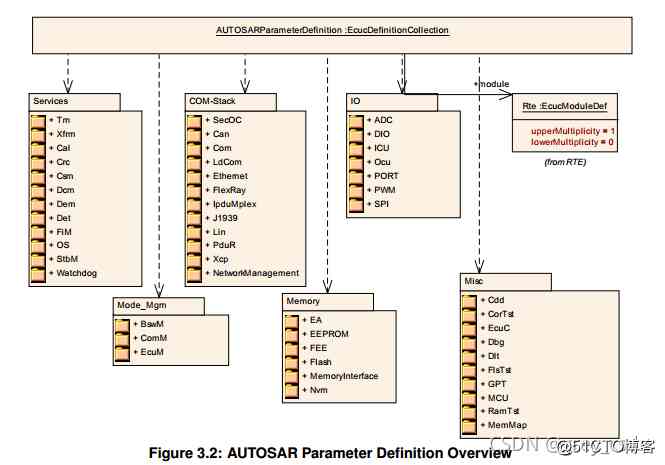 AUTOSARParameterDefinition :EcucDefinitionCollection
+module
Services
+ Tm
+ Xfrm
+ Cal
+ Crc
+ Csm
+ Dcm
+ Dem
+ Det
+ FiM
+ OS
+ StbM
+ Watchdog
COM-Stack
+ SecOC
+ Can
+ Com
+ LdCom
+ Ethernet
+ FlexRay
+ IpduMplex
+ J1939
+ Lin
+ PduR
+ Xcp
+ NetworkManagement
IO
+ ADC
+ DIO
+ ICU
+ Ocu
+ PORT
+ PWM
+ SPI
Rte :EcucModuleDef
upperMultiplicity = 1
lowerMultiplicity = 0
(from RTE)
Mode_Mgm
+ BswM
+ ComM
+ EcuM
Memory
+ EA
+ EEPROM
+ FEE
+ Flash
+ MemoryInterface
+ Nvm
Misc
+ Cdd
+ CorTst
+ EcuC
+ Dbg
+ Dlt
+ FlsTst
+ GPT
+ MCU
+ RamTst
+ MemMap
Figure 3.2: AUTOSAR Parameter Definition Overview
CSDN
@51CTO博客